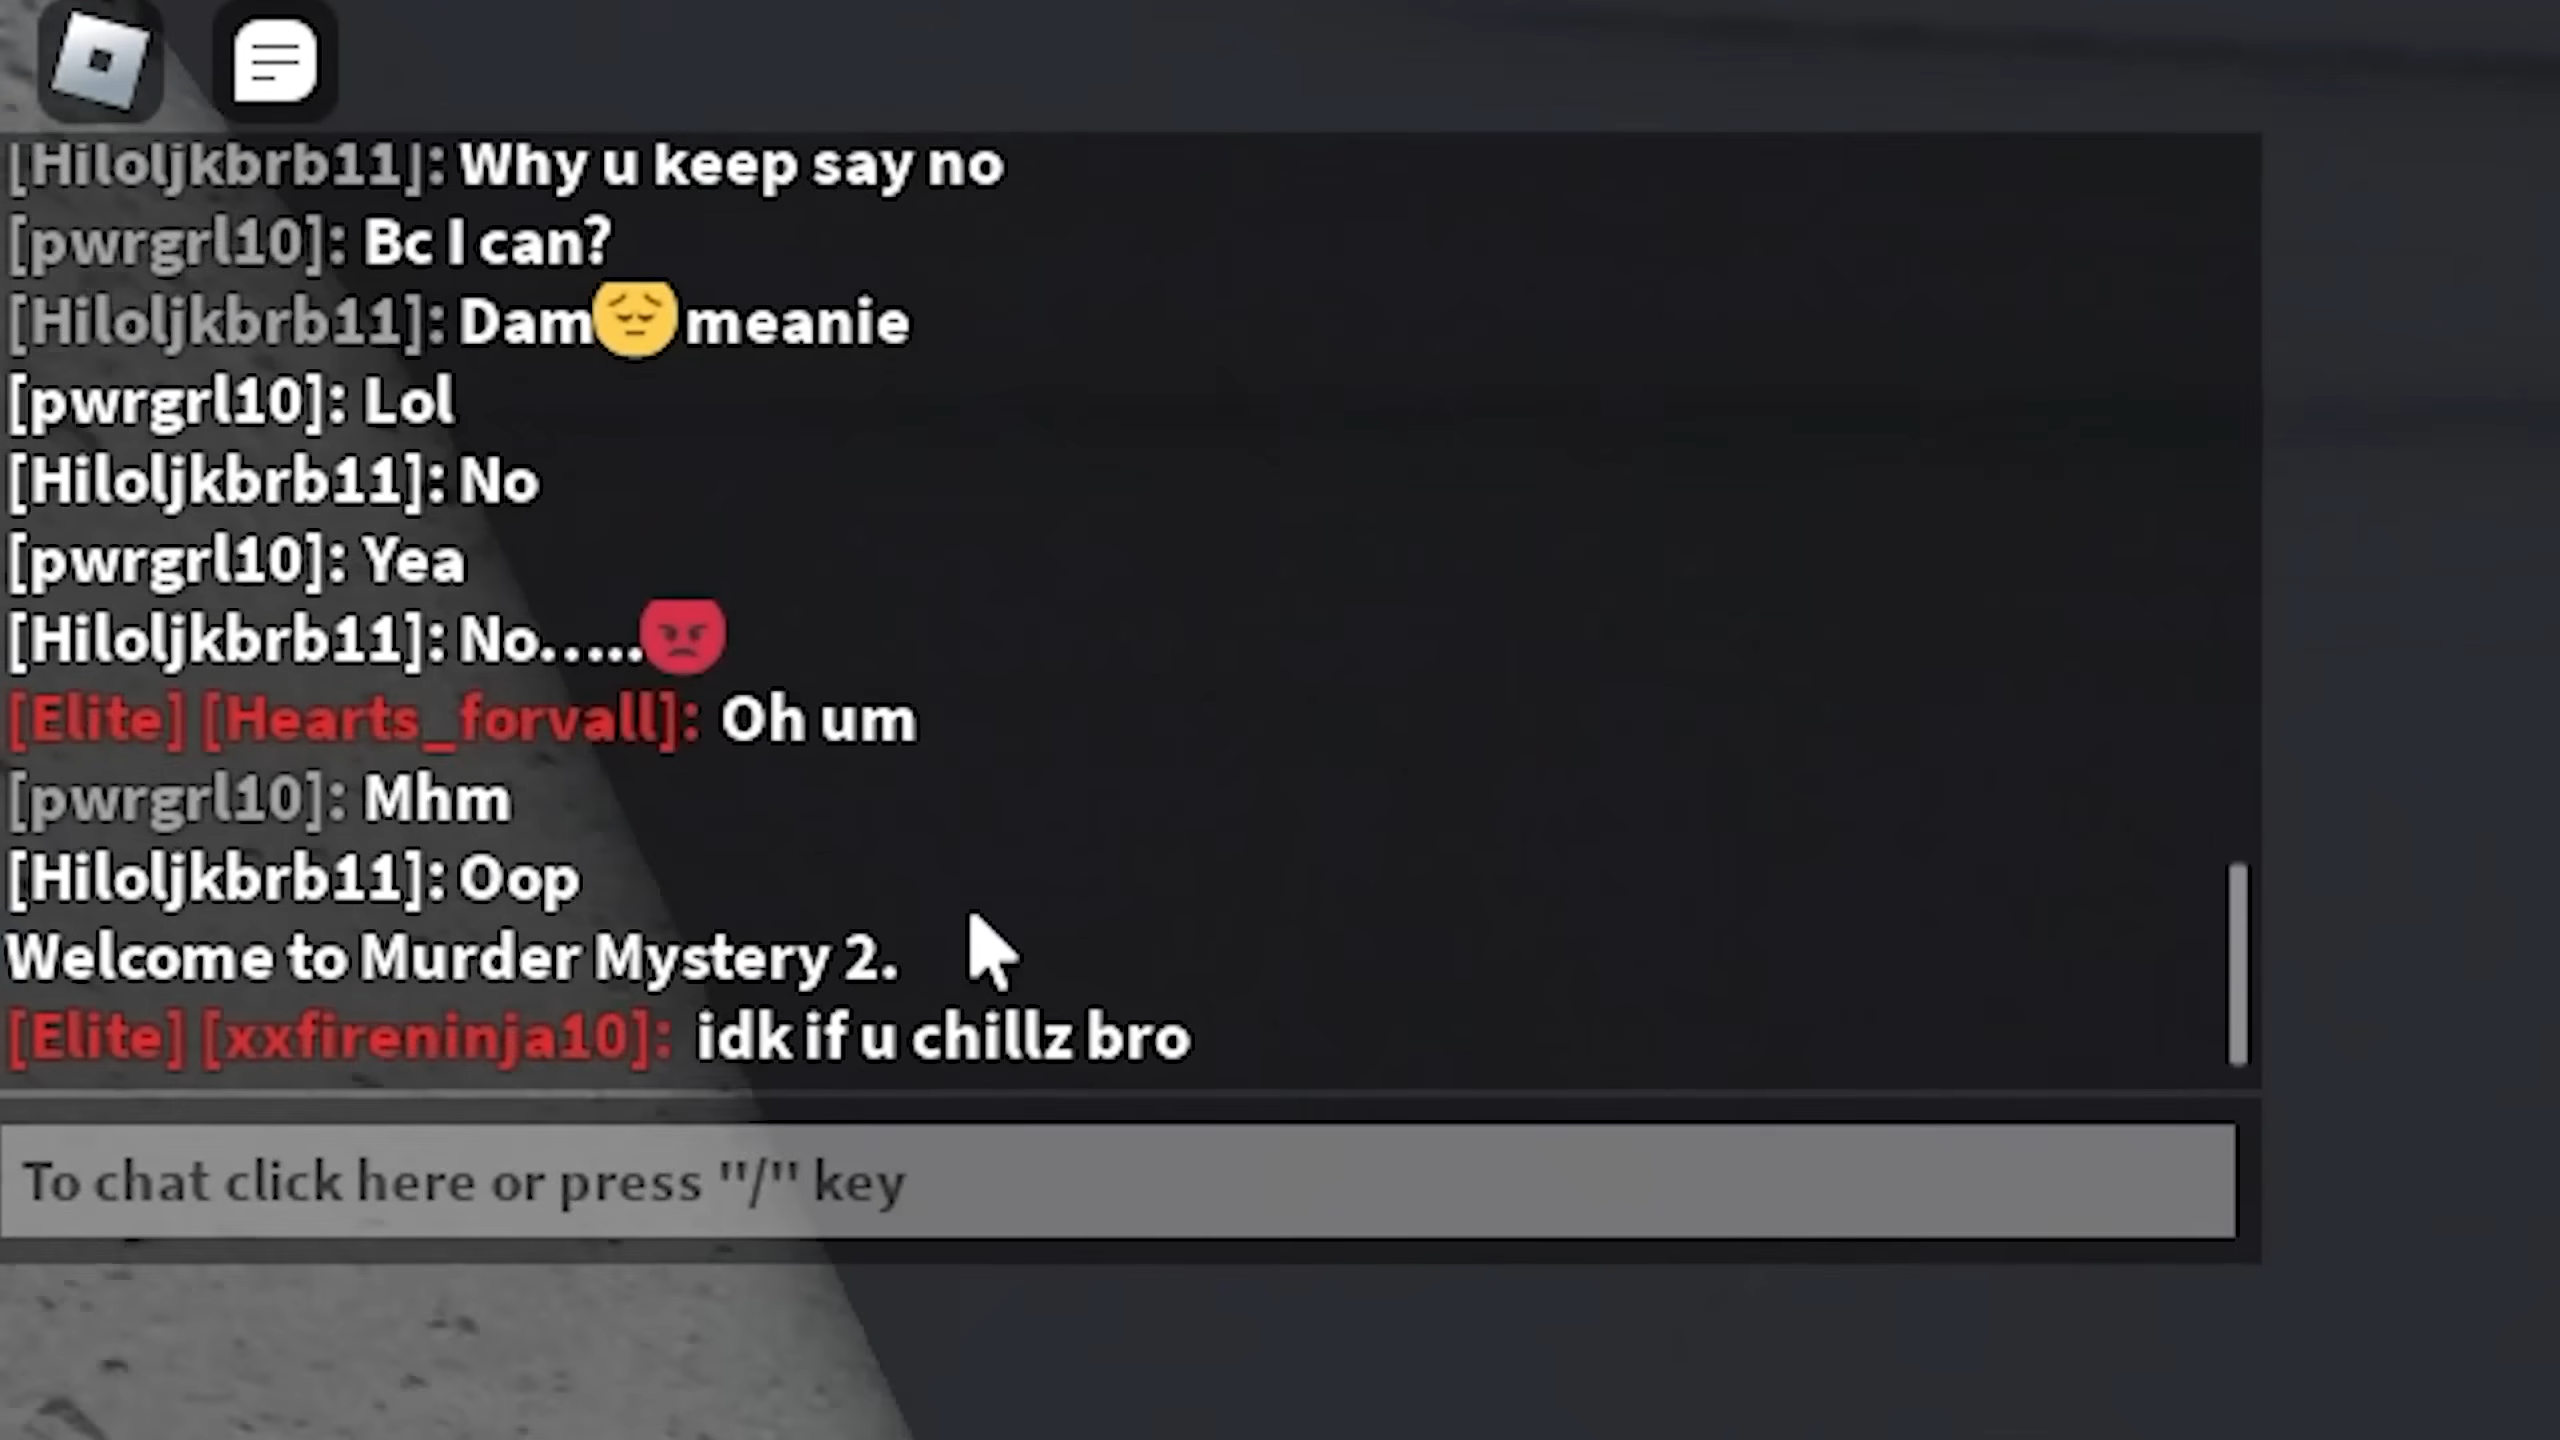 [Hiloljkbrb11]: Why u keep say no
[pwrgrl10]: Bc I can?
[Hiloljkbrb11]: Dam😔meanie
[pwrgrl10]: Lol
[Hiloljkbrb11]: No
[pwrgrl10]: Yea
[Hiloljkbrb11]: No.....😡
[Elite] [Hearts_forvall]: Oh um
[pwrgrl10]: Mhm
[Hiloljkbrb11]: Oop
Welcome to Murder Mystery 2.
[Elite] [xxfireninja10]: idk if u chillz bro
To chat click here or press "/" key